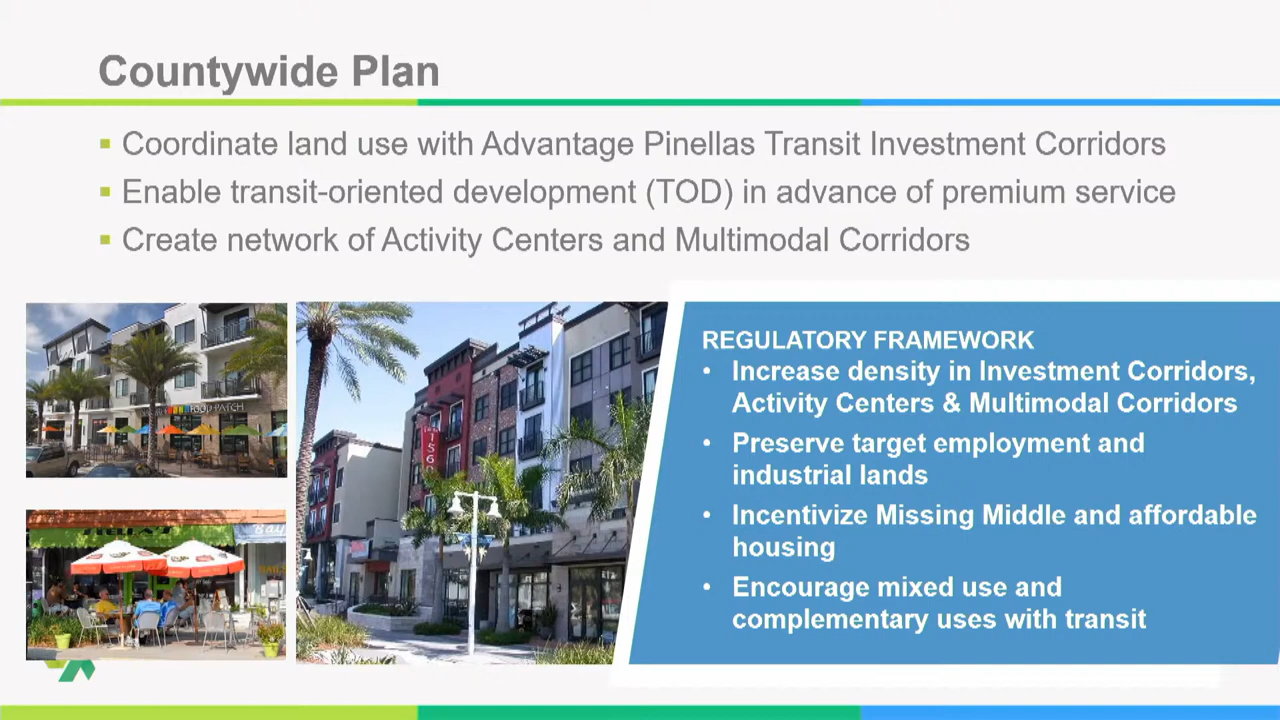 Countywide Plan
Coordinate land use with Advantage Pinellas Transit Investment Corridors
Enable transit-oriented development (TOD) in advance of premium service
Create network of Activity Centers and Multimodal Corridors
REGULATORY FRAMEWORK
• Increase density in Investment Corridors,
Activity Centers & Multimodal Corridors
• Preserve target employment and
industrial lands
• Incentivize Missing Middle and affordable
housing
• Encourage mixed use and
complementary uses with transit
FOOD PATCH
1560